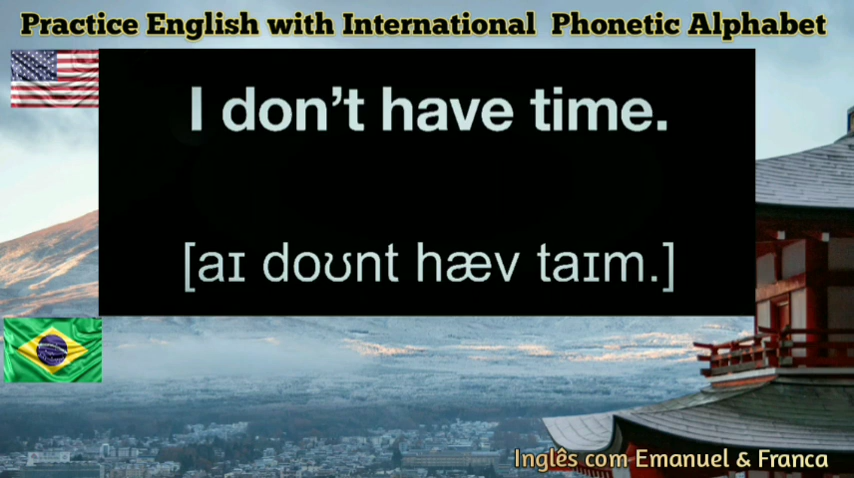 Practice English with International Phonetic Alphabet
I don't have time.
[aɪ doʊnt hæv taɪm.]
Inglês com Emanuel & Franca